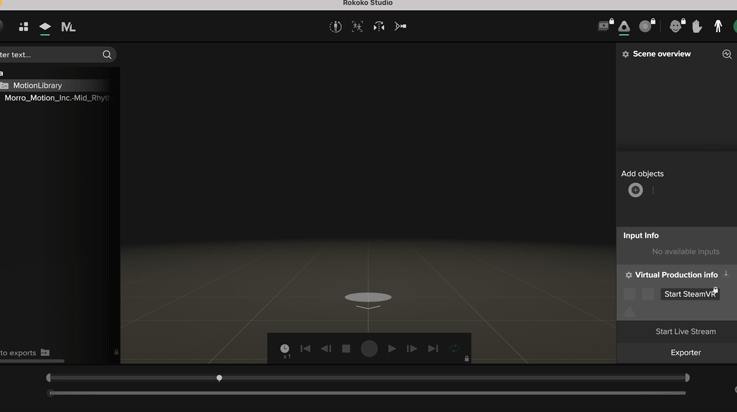 Rokoko Studio
ML
ter text...
Scene overview
a
MotionLibrary
Morro_Motion_Inc.-Mid_Rhyt
Add objects
Input Info
No available inputs
Virtual Production info
Start SteamVR
Start Live Stream
x 1
to exports
Exporter